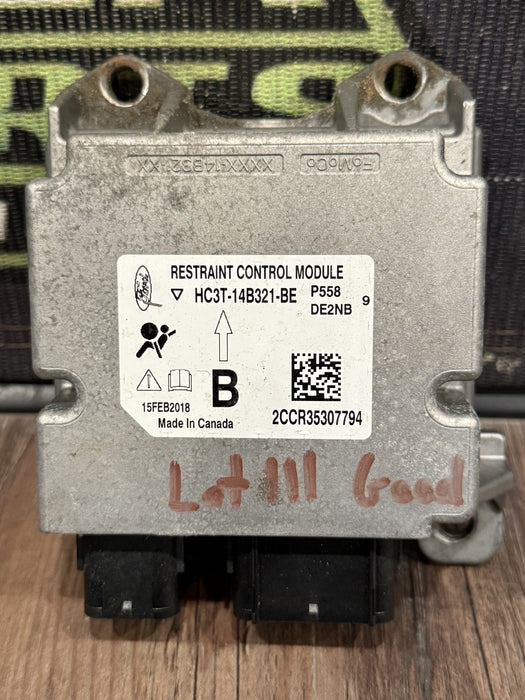 FoMoCo
XXXX-14B321-XX
Ford
RESTRAINT CONTROL MODULE
HC3T-14B321-BE
P558
DE2NB
9
B
15FEB2018
Made In Canada
2CCR35307794
Lot 111 Good